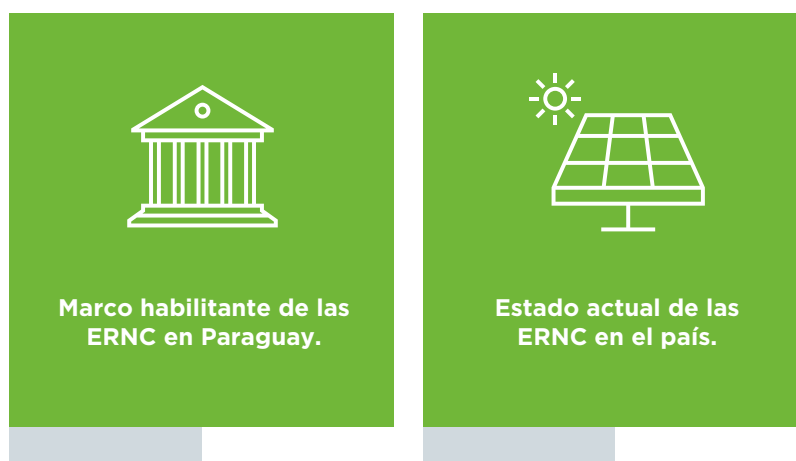 Marco habilitante de las
ERNC en Paraguay.
Estado actual de las
ERNC en el país.